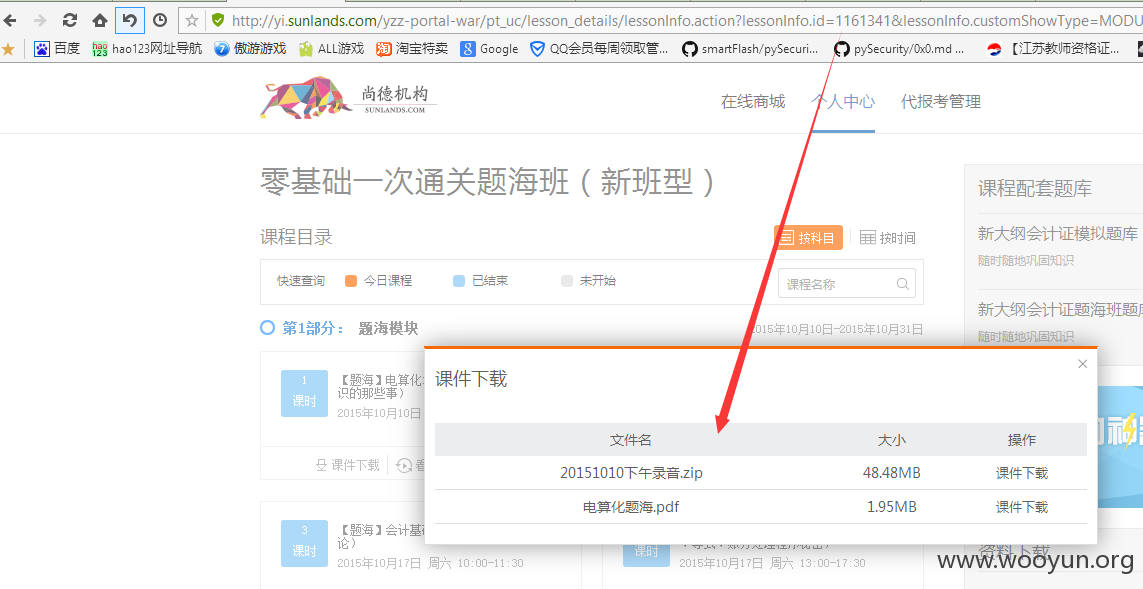 http://yi.sunlands.com/yzz-portal-war/pt_uc/lesson_details/lessonInfo.action?lessonInfo.id=1161341&lessonInfo.customShowType=MODU
百度 hao123网址导航 傲游游戏 ALL游戏 淘宝特卖 Google QQ会员每周领取管... smartFlash/pySecuri... pySecurity/0x0.md ... 【江苏教师资格证...
尚德机构
SUNLANDS.COM
在线商城 个人中心 代报考管理
零基础一次通关题海班（新班型）
课程配套题库
新大纲会计证模拟题库
随时随地巩固知识
新大纲会计证题海班题
随时随地巩固知识
课程目录
按科目 按时间
快速查询 今日课程 已结束 未开始
课程名称
第1部分： 题海模块
2015年10月10日-2015年10月31日
1
课时
【题海】电算化
识的那些事）
2015年10月10日
课件下载
课件下载
文件名 大小 操作
20151010下午录音.zip 48.48MB 课件下载
电算化题海.pdf 1.95MB 课件下载
3
课时
【题海】会计基
论）
2015年10月17日 周六 10:00-11:30
课时
2015年10月17日 周六 13:00-17:30
资料下载
www.wooyun.org